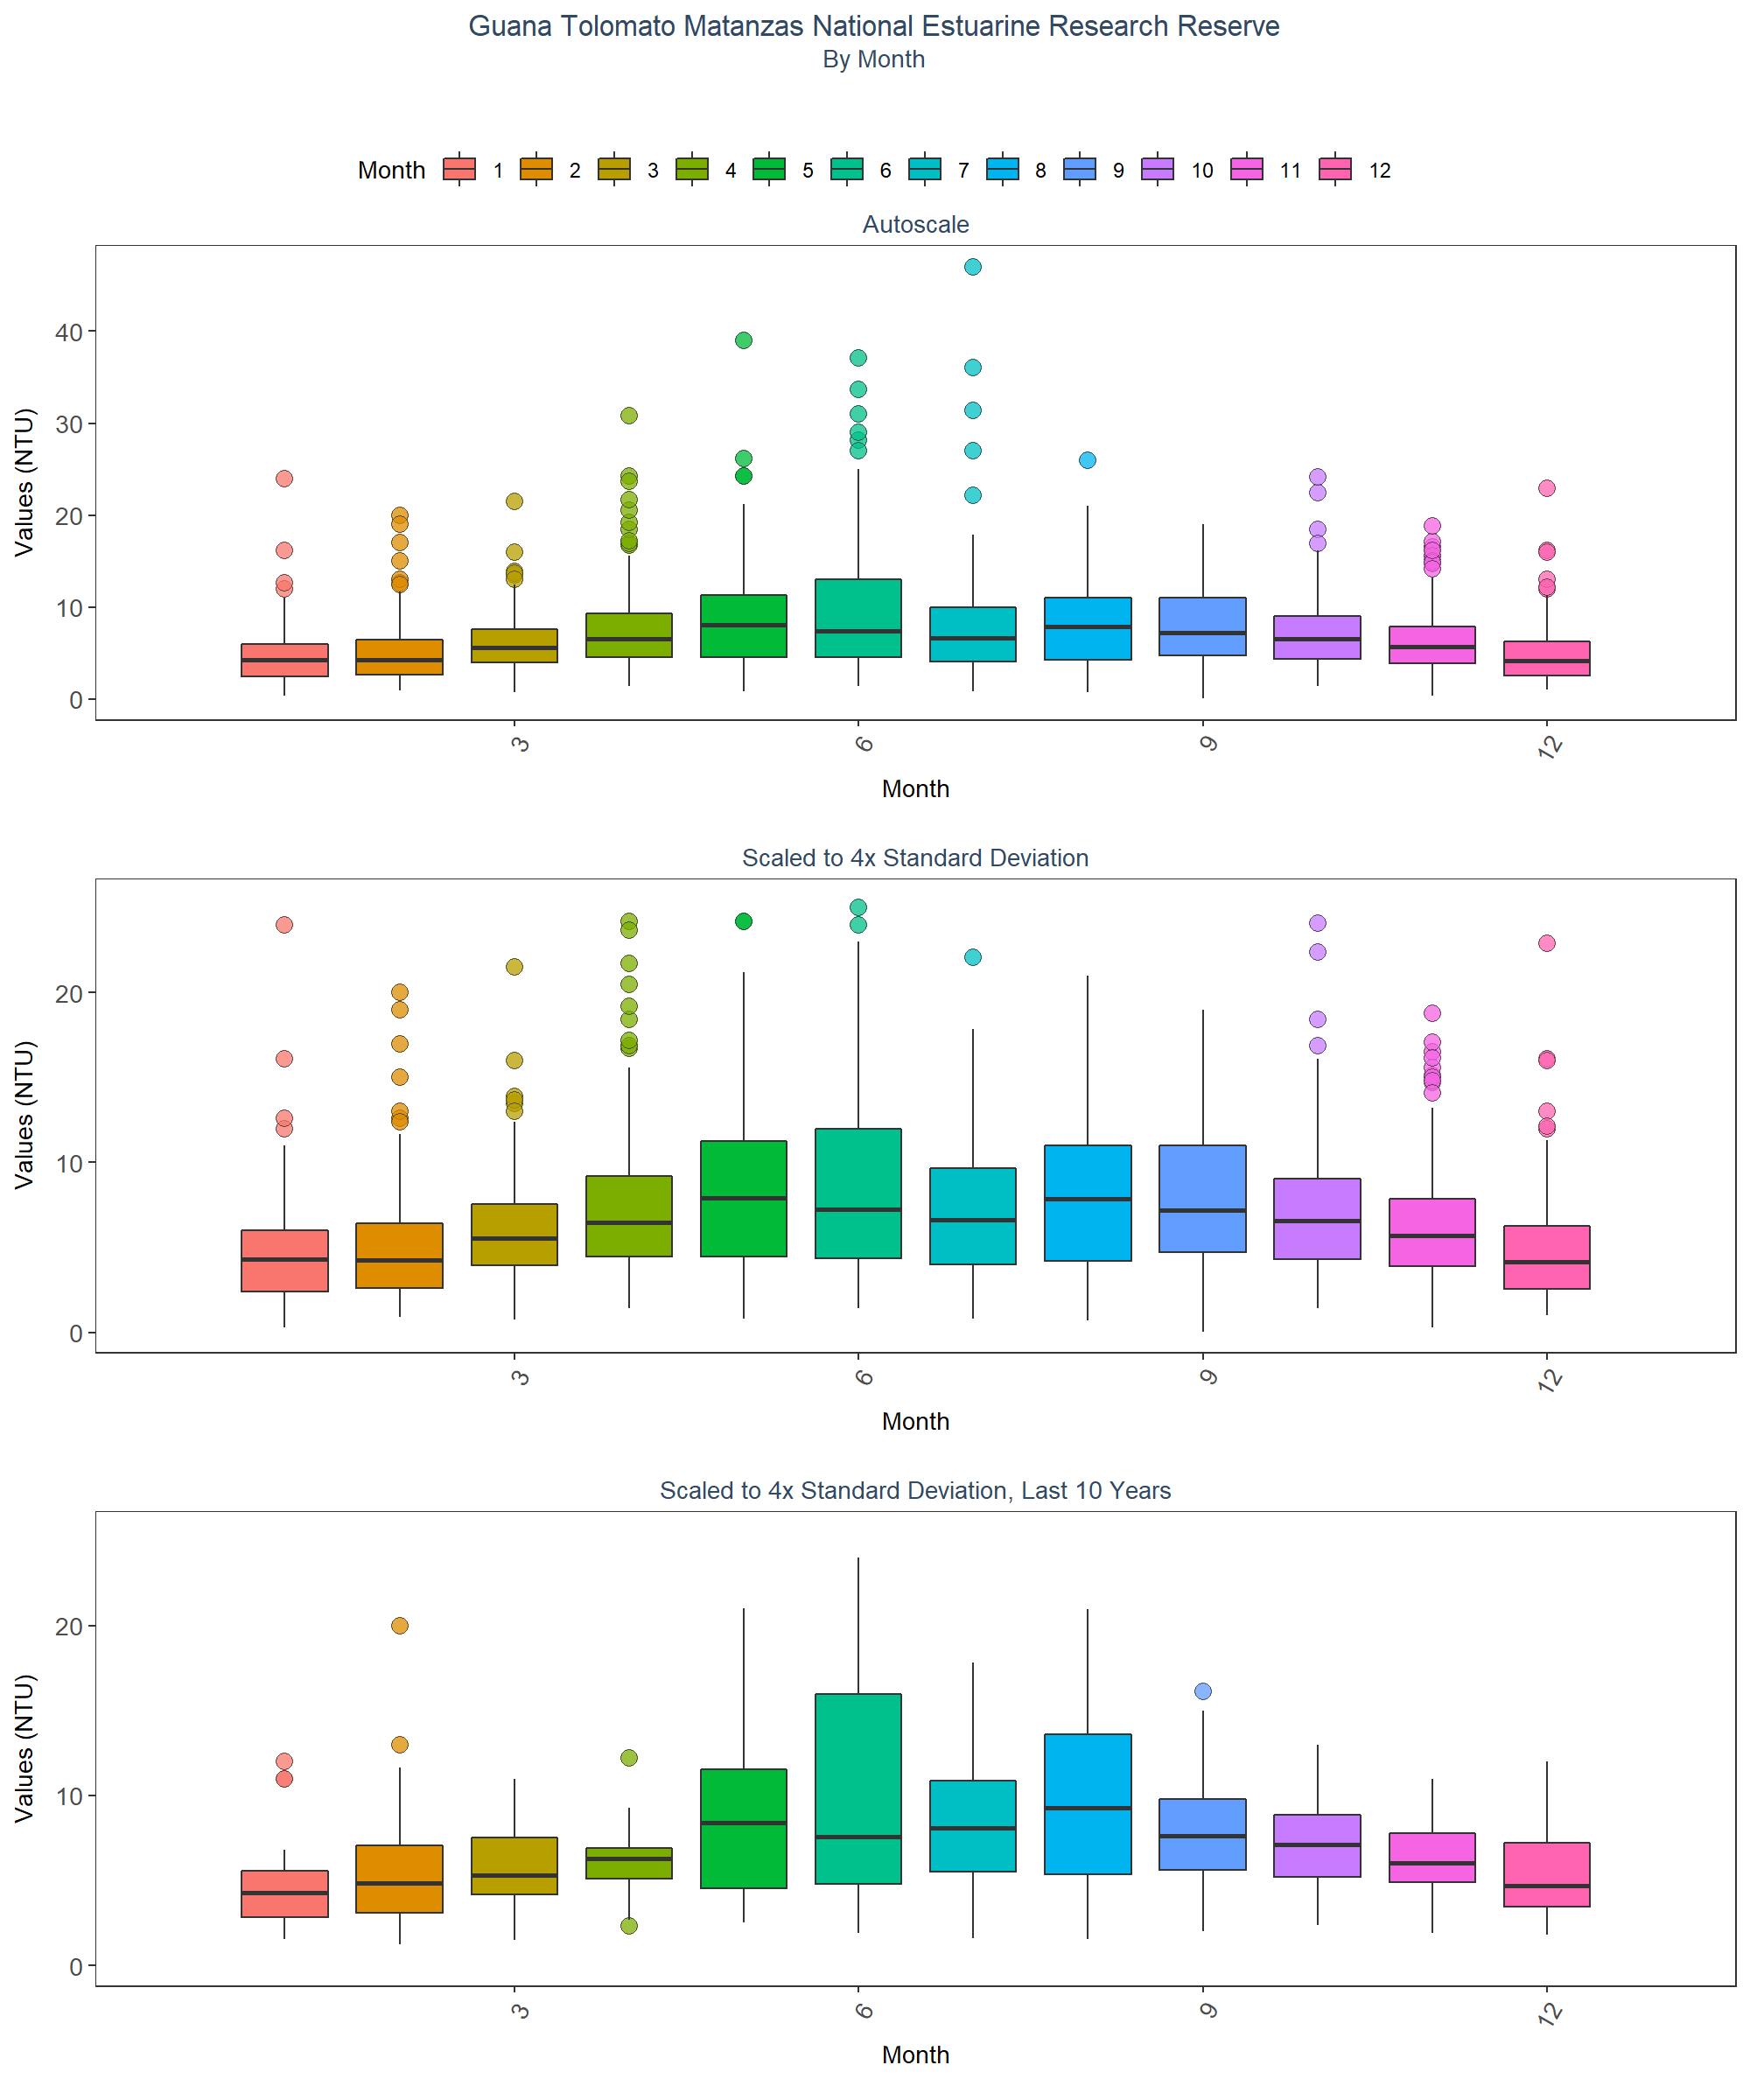 Guana Tolomato Matanzas National Estuarine Research Reserve
By Month
Month 1 2 3 4 5 6 7 8 9 10 11 12
Autoscale
Values (NTU)
40
30
20
10
0
3 6 9 12
Month
Scaled to 4x Standard Deviation
Values (NTU)
20
10
0
3 6 9 12
Month
Scaled to 4x Standard Deviation, Last 10 Years
Values (NTU)
20
10
0
3 6 9 12
Month